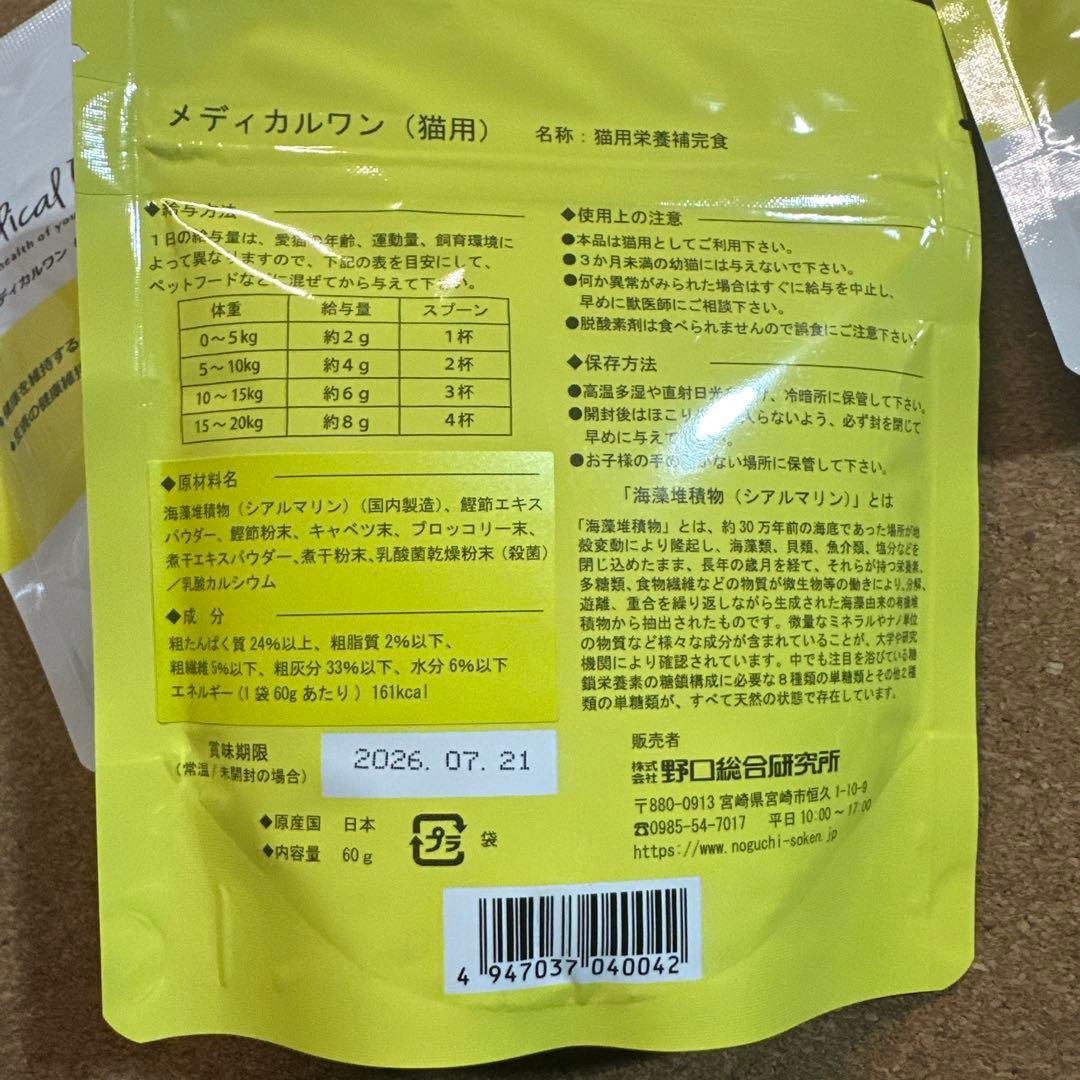 メディカルワン（猫用）　名称：猫用栄養補完食
◆給与方法
1日の給与量は、愛猫の年齢、運動量、飼育環境に
よって異なりますので、下記の表を目安にして、
ペットフードなどに混ぜてから与えて下さい。
体重 給与量 スプーン
0～5kg 約2g 1杯
5～10kg 約4g 2杯
10～15kg 約6g 3杯
15～20kg 約8g 4杯
◆原材料名
海藻堆積物（シアルマリン）（国内製造）、鰹節エキス
パウダー、鰹節粉末、キャベツ末、ブロッコリー末、
煮干エキスパウダー、煮干粉末、乳酸菌乾燥粉末（殺菌）
／乳酸カルシウム
◆成 分
粗たんぱく質24%以上、粗脂質2%以下、
粗繊維5%以下、粗灰分33%以下、水分6%以下
エネルギー（1袋60gあたり）161kcal
賞味期限
（常温/未開封の場合）
2026.07.21
◆原産国 日本
◆内容量 60g
プラ 袋
◆使用上の注意
●本品は猫用としてご利用下さい。
●3か月未満の幼猫には与えないで下さい。
●何か異常がみられた場合はすぐに給与を中止し、
早めに獣医師にご相談下さい。
●脱酸素剤は食べられませんので誤食にご注意下さい。
◆保存方法
●高温多湿や直射日光 、冷暗所に保管して下さい。
●開封後はほこり 入らないよう、必ず封を閉じて
早めに与えて 。
●お子様の手の かない場所に保管して下さい。
「海藻堆積物（シアルマリン）」とは
「海藻堆積物」とは、約30万年前の海底であった場所が地
殻変動により隆起し、海藻類、貝類、魚介類、塩分などを
閉じ込めたまま、長年の歳月を経て、それらが持つ栄養素、
多糖類、食物繊維などの物質が微生物等の働きにより、分解、
遊離、重合を繰り返しながら生成された海藻由来の有機堆
積物から抽出されたものです。微量なミネラルやナノ単位
の物質など様々な成分が含まれていることが、大学や研究
機関により確認されています。中でも注目を浴びている糖
鎖栄養素の糖鎖構成に必要な8種類の単糖類とその他2種
類の単糖類が、すべて天然の状態で存在しています。
販売者
株式会社 野口総合研究所
〒880-0913 宮崎県宮崎市恒久1-10-9
☎0985-54-7017 平日10:00～17:00
https://www.noguchi-soken.jp
4 947037 040042
dical
health of you
ディカルワン
健康を維持する